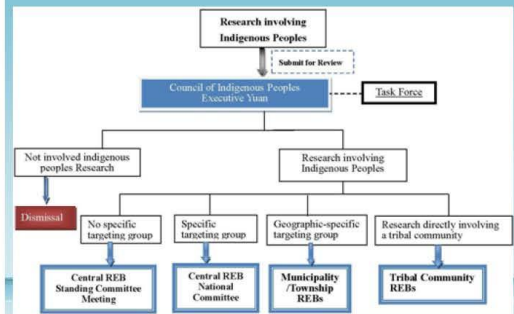 Research involving
Indigenous Peoples
Submit for Review
Council of Indigenous Peoples
Executive Yuan
Task Force
Not involved indigenous
peoples Research
Research involving
Indigenous Peoples
Dismissal
No specific
targeting group
Specific
targeting group
Geographic-specific
targeting group
Research directly involving
a tribal community
Central REB
Standing Committee
Meeting
Central REB
National
Committee
Municipality
/Township
REBs
Tribal Community
REBs